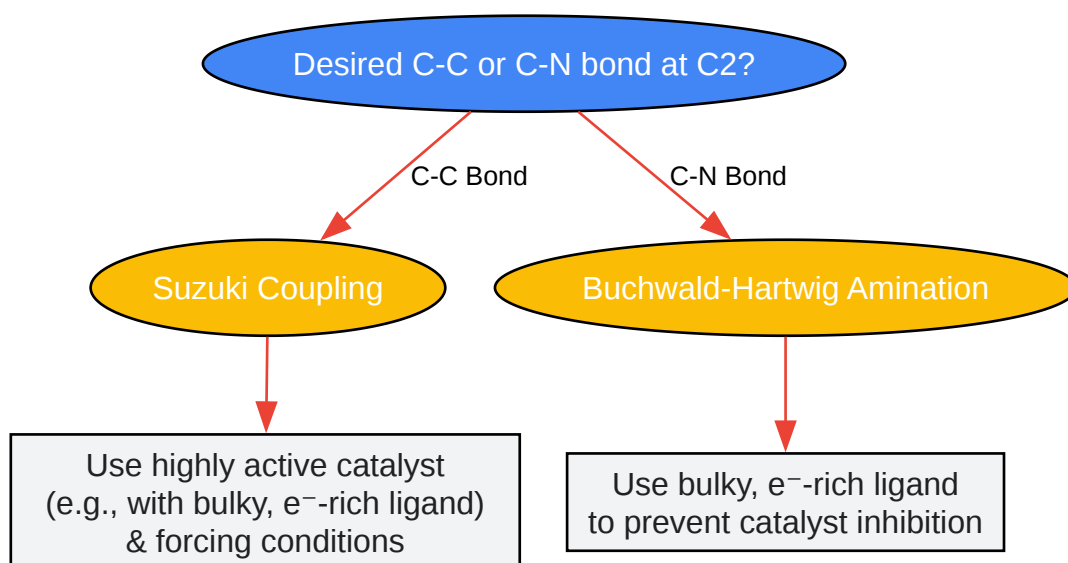 Desired C-C or C-N bond at C2?
C-C Bond
C-N Bond
Suzuki Coupling
Buchwald-Hartwig Amination
Use highly active catalyst
(e.g., with bulky, e⁻-rich ligand)
& forcing conditions
Use bulky, e⁻-rich ligand
to prevent catalyst inhibition